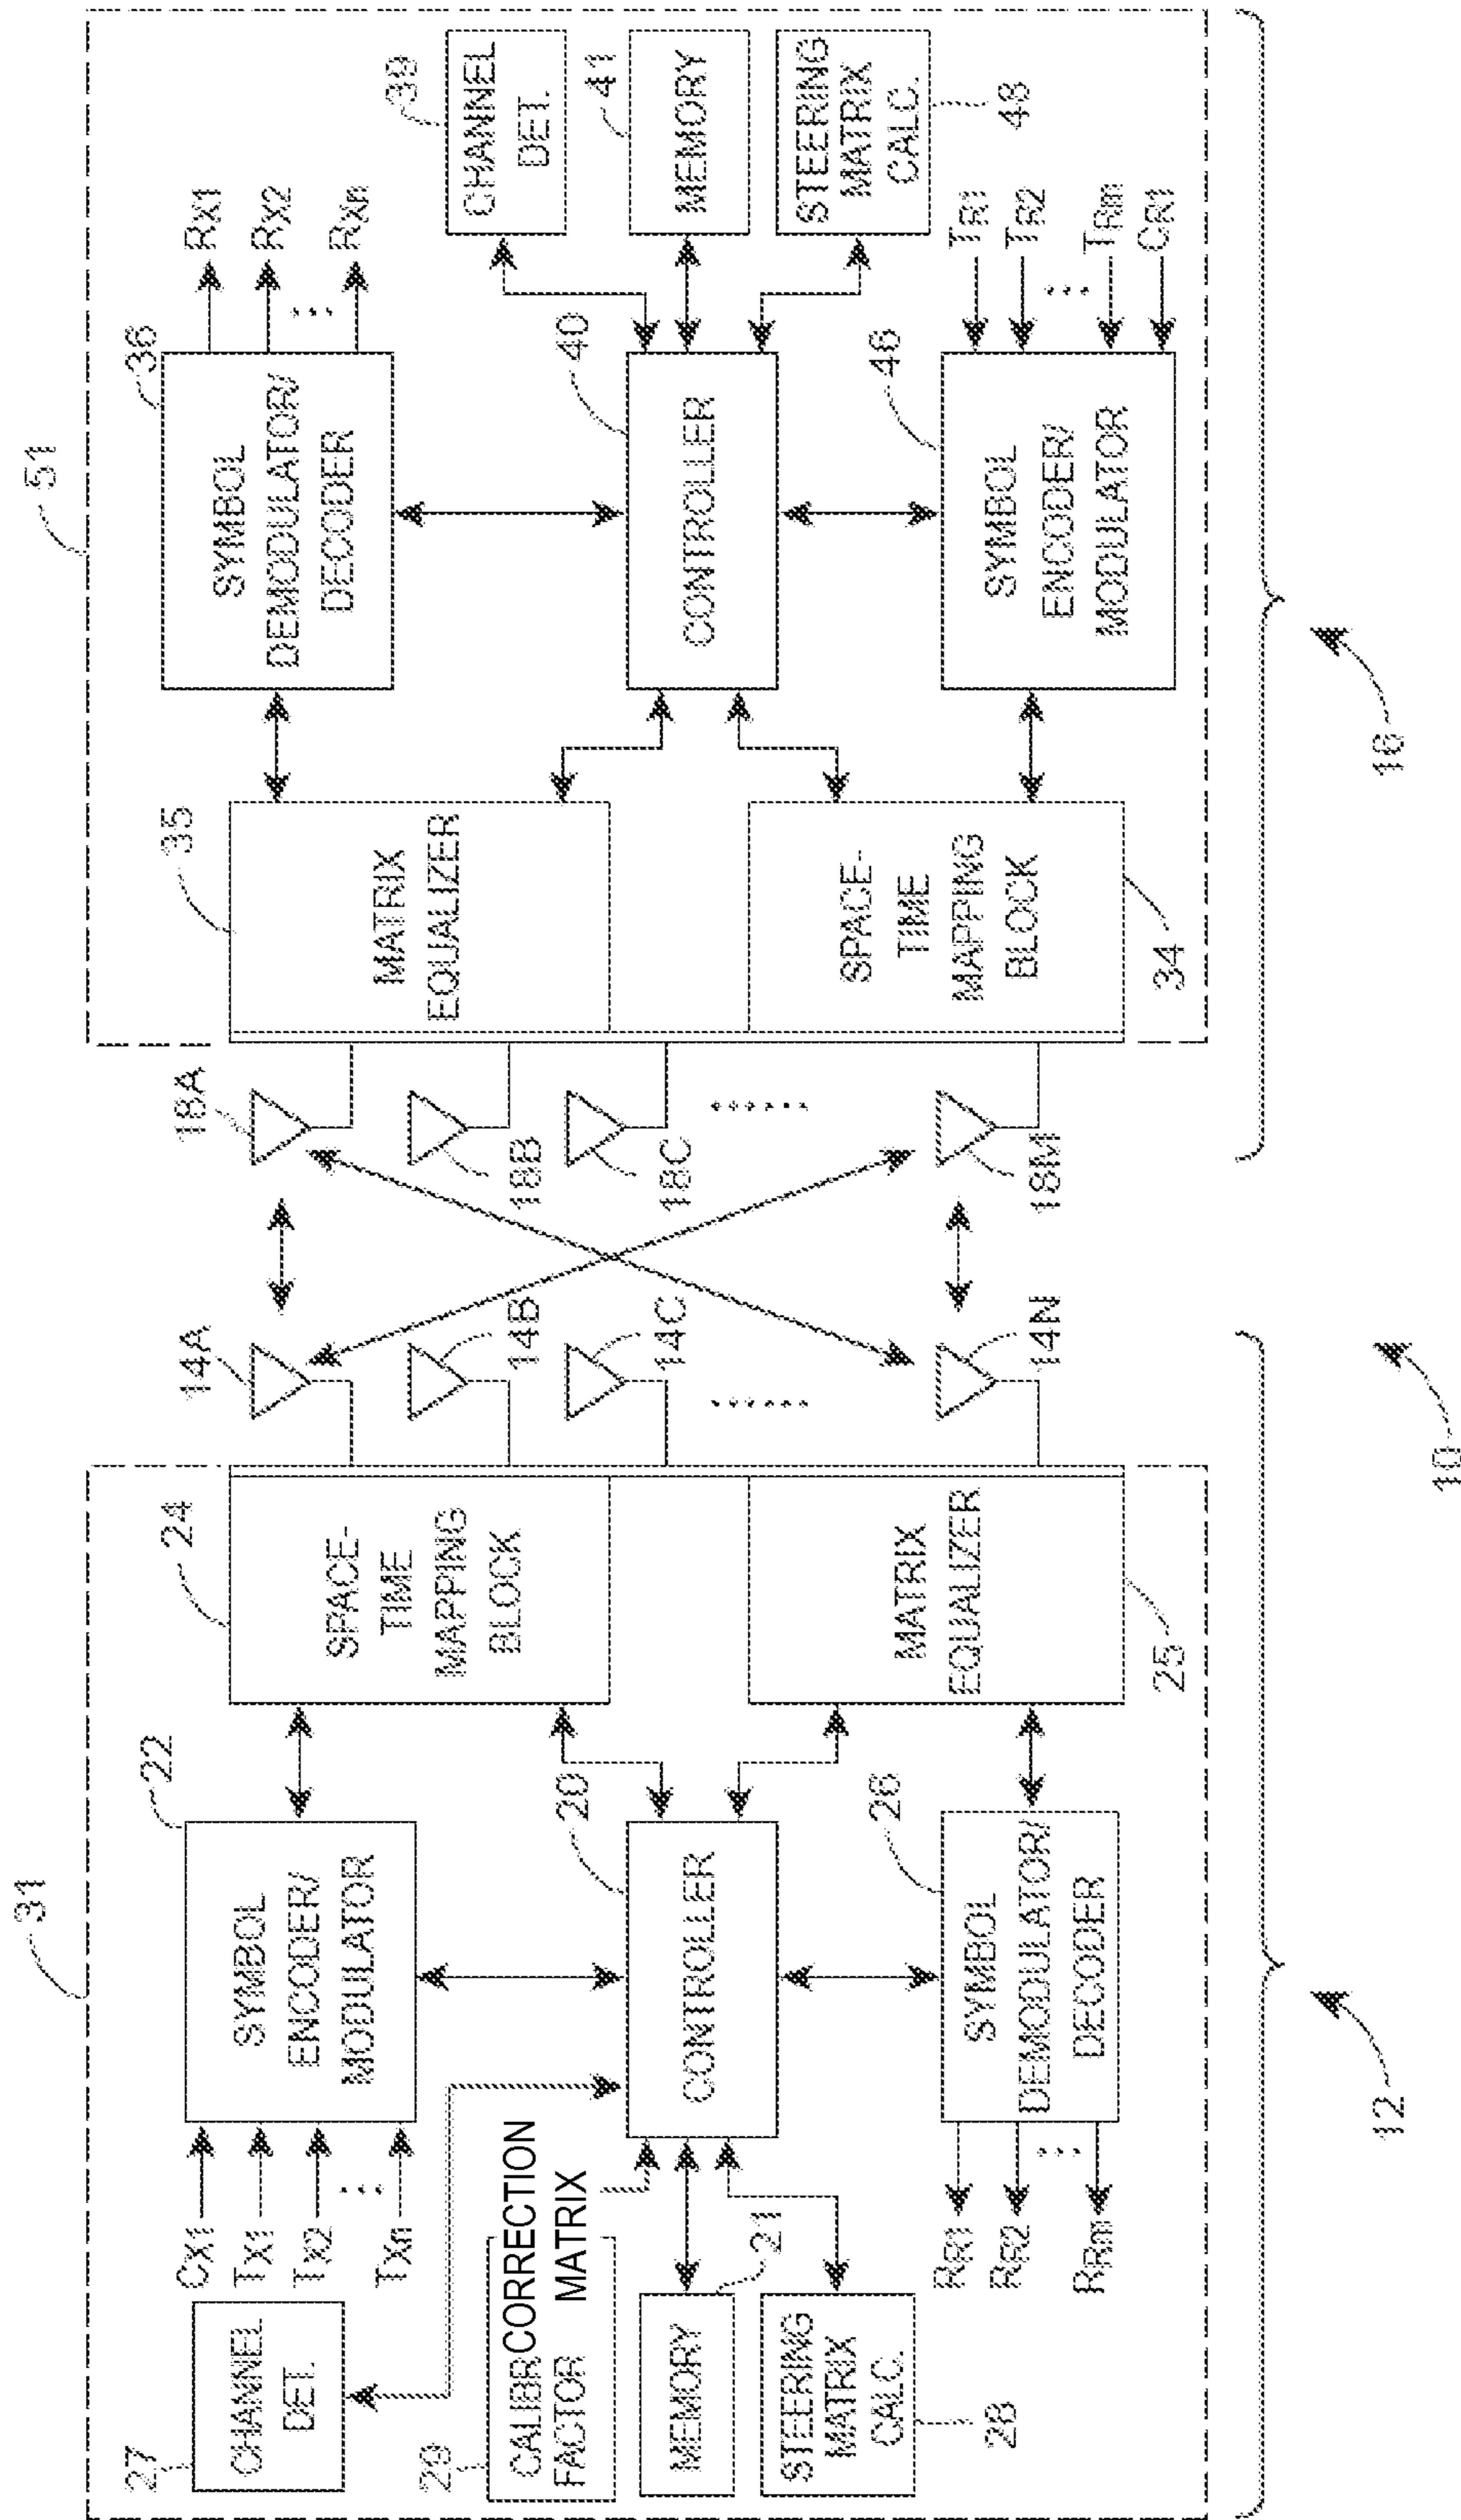 31
51
27
CHANNEL
DET.
CX1
TX1
TX2
TXn
22
SYMBOL
ENCODER/
MODULATOR
24
SPACE-
TIME
MAPPING
BLOCK
14A
14B
14C
14N
18A
18B
18C
18M
35
MATRIX
EQUALIZER
36
SYMBOL
DEMODULATOR/
DECODER
RX1
RX2
RXn
39
CHANNEL
DET.
29
CALIBRCORRECTION
FACTOR MATRIX
MEMORY
21
STEERING
MATRIX
CALC.
28
20
CONTROLLER
40
CONTROLLER
41
MEMORY
STEERING
MATRIX
CALC.
48
RR1
RR2
RRm
26
SYMBOL
DEMODULATOR/
DECODER
MATRIX
EQUALIZER
25
SPACE-
TIME
MAPPING
BLOCK
34
46
SYMBOL
ENCODER/
MODULATOR
TR1
TR2
TRm
CR1
12
10
16